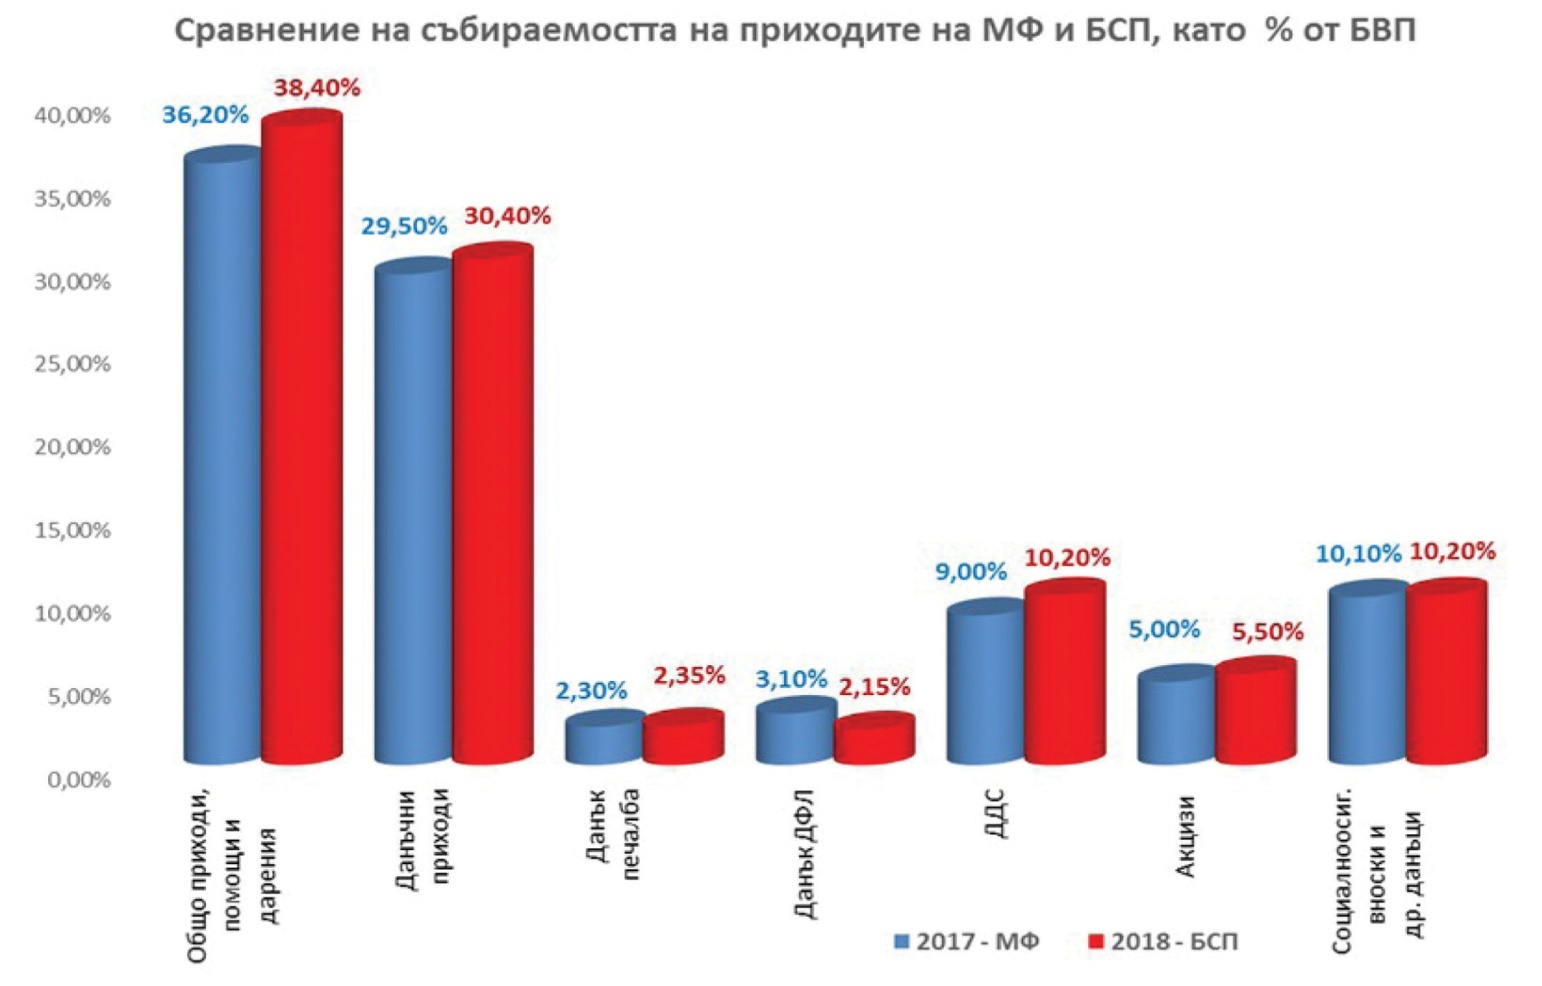 Сравнение на събираемостта на приходите на МФ и БСП, като % от БВП
40,00%
35,00%
30,00%
25,00%
20,00%
15,00%
10,00%
5,00%
0,00%
36,20%
38,40%
29,50%
30,40%
2,30%
2,35%
3,10%
2,15%
9,00%
10,20%
5,00%
5,50%
10,10%
10,20%
Общо приходи,
помощи и
дарения
Данъчни
приходи
Данък
печалба
Данък ДФЛ
ДДС
Акцизи
Социалноосиг.
вноски и
др. данъци
2017 - МФ
2018 - БСП